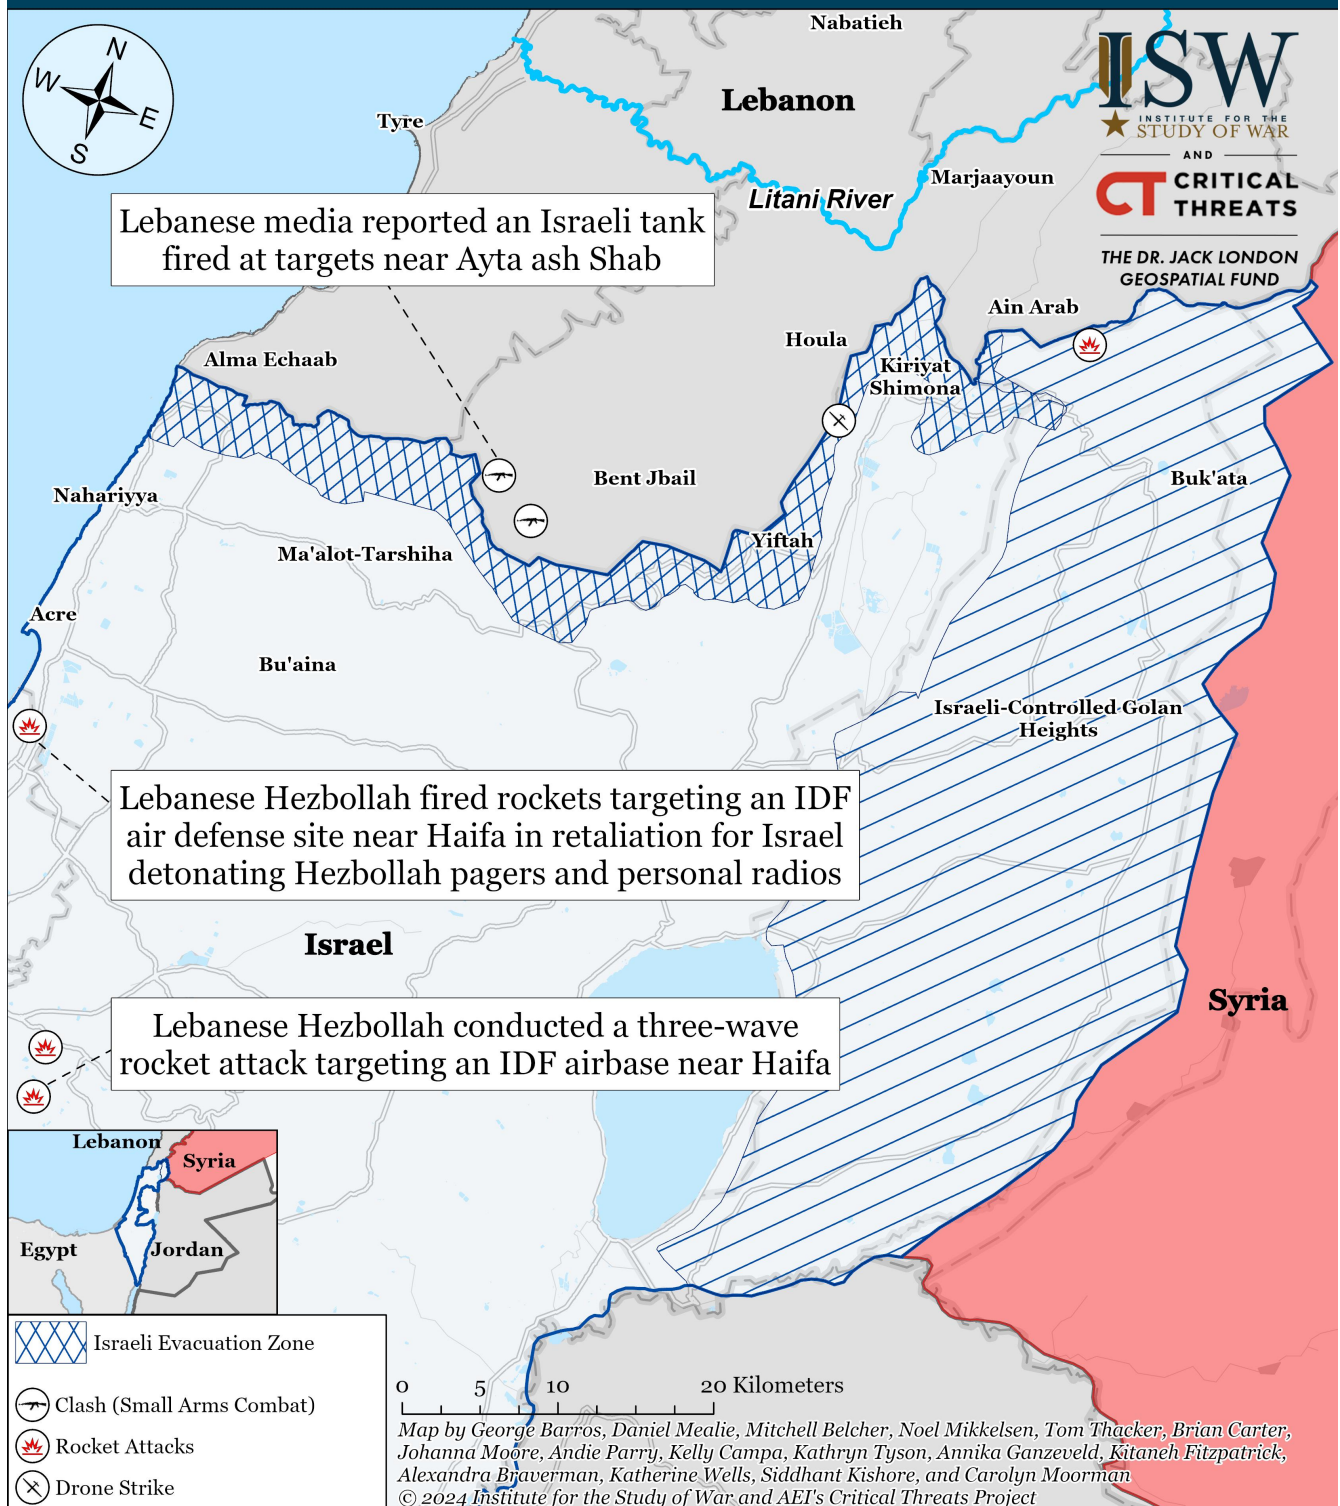 N
W
E
S
Nabatieh
Lebanon
Tyre
Litani River
Marjaayoun
ISW
INSTITUTE FOR THE
STUDY OF WAR
AND
CT CRITICAL
THREATS
THE DR. JACK LONDON
GEOSPATIAL FUND
Lebanese media reported an Israeli tank
fired at targets near Ayta ash Shab
Ain Arab
Houla
Alma Echaab
Kiriyat
Shimona
Bent Jbail
Buk'ata
Nahariyya
Yiftah
Ma'alot-Tarshiha
Acre
Bu'aina
Israeli-Controlled Golan
Heights
Lebanese Hezbollah fired rockets targeting an IDF
air defense site near Haifa in retaliation for Israel
detonating Hezbollah pagers and personal radios
Israel
Syria
Lebanese Hezbollah conducted a three-wave
rocket attack targeting an IDF airbase near Haifa
Lebanon
Syria
Egypt
Jordan
Israeli Evacuation Zone
Clash (Small Arms Combat)
Rocket Attacks
Drone Strike
0 5 10 20 Kilometers
Map by George Barros, Daniel Mealie, Mitchell Belcher, Noel Mikkelsen, Tom Thacker, Brian Carter,
Johanna Moore, Andie Parry, Kelly Campa, Kathryn Tyson, Annika Ganzeveld, Kitaneh Fitzpatrick,
Alexandra Braverman, Katherine Wells, Siddhant Kishore, and Carolyn Moorman
© 2024 Institute for the Study of War and AEI's Critical Threats Project